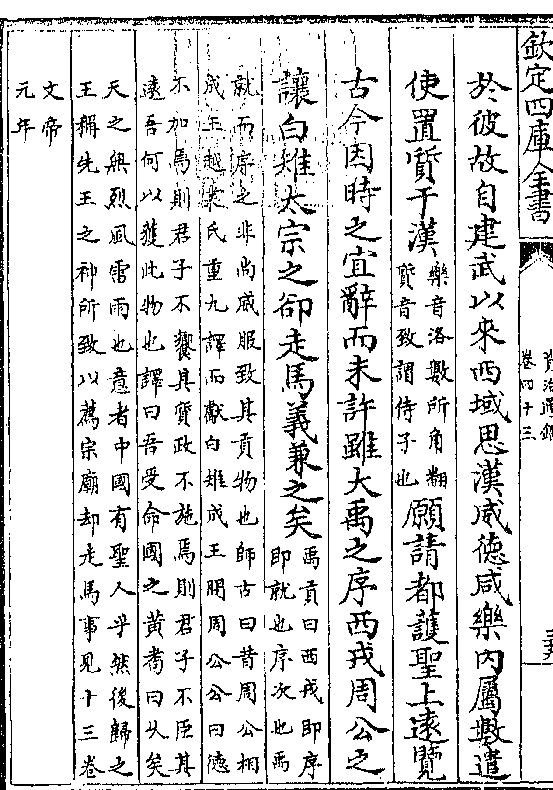 欽定四庫全書
資治通鑑
卷四十三
於彼故自建武以來西域思漢威德咸樂內屬數遣
使置質于漢
樂音洛數所角翻
質音致謂侍子也
願請都護聖上遠覽
古今因時之宜辭而未許雖大禹之序西戎周公之
讓白雉太宗之卻走馬義兼之矣
禹貢曰西戎即序
即就也序次也禹
就而序之非尚威服致其貢物也師古曰昔周公相
成王越裳氏重九譯而獻白雉成王問周公公曰德
不加焉則君子不饗其質政不施焉則君子不臣其
遠吾何以獲此物也譯曰吾受命國之黄耉曰久矣
天之無烈風雷雨也意者中國有聖人乎然後歸之
王稱先王之神所致以薦宗廟却走馬事見十三卷
文帝
元年